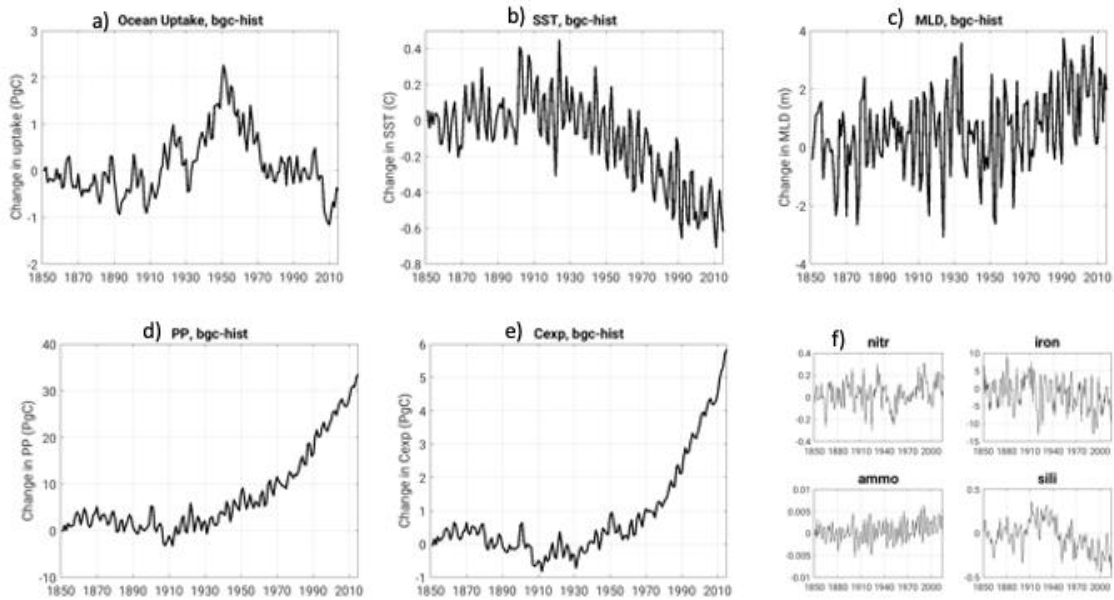 a) Ocean Uptake, bgc-hist
Change in uptake (PgC)
3
2
1
0
-1
-2
1850 1870 1890 1910 1930 1950 1970 1990 2010
b) SST, bgc-hist
Change in SST (C)
0.4
0.2
0
-0.2
-0.4
-0.6
-0.8
1850 1870 1890 1910 1930 1950 1970 1990 2010
c) MLD, bgc-hist
Change in MLD (m)
4
2
0
-2
-4
1850 1870 1890 1910 1930 1950 1970 1990 2010
d) PP, bgc-hist
Change in PP (PgC)
40
30
20
10
0
-10
1850 1870 1890 1910 1930 1950 1970 1990 2010
e) Cexp, bgc-hist
Change in Cexp (PgC)
6
5
4
3
2
1
0
-1
1850 1870 1890 1910 1930 1950 1970 1990 2010
f) nitr
0.4
0.2
0
-0.2
-0.4
1850 1880 1910 1940 1970 2000
iron
10
5
0
-5
-10
-15
1850 1880 1910 1940 1970 2000
ammo
0.01
0.005
0
-0.005
-0.01
1850 1880 1910 1940 1970 2000
sili
0.5
0
-0.5
1850 1880 1910 1940 1970 2000